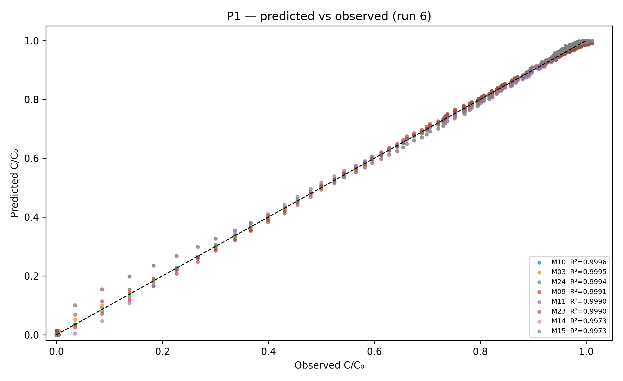 P1 — predicted vs observed (run 6)
Predicted C/C₀
1.0
0.8
0.6
0.4
0.2
0.0
0.0 0.2 0.4 0.6 0.8 1.0
Observed C/C₀
M10 R²=0.9996
M03 R²=0.9995
M24 R²=0.9994
M09 R²=0.9991
M11 R²=0.9990
M23 R²=0.9990
M14 R²=0.9973
M15 R²=0.9973